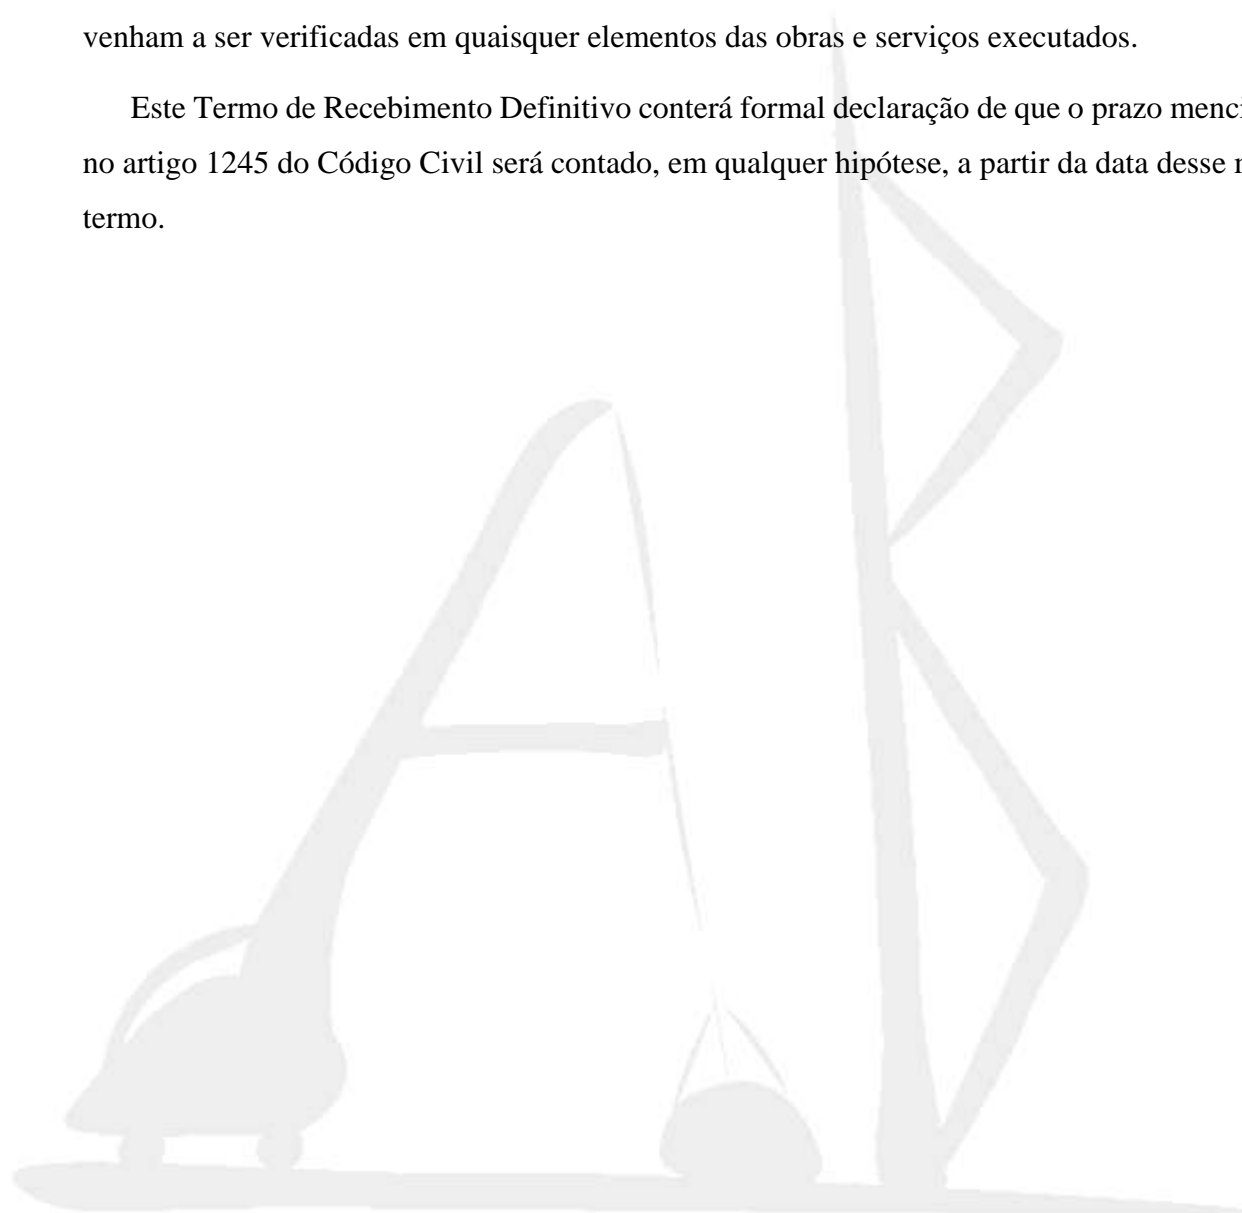 venham a ser verificadas em quaisquer elementos das obras e serviços executados.
Este Termo de Recebimento Definitivo conterá formal declaração de que o prazo menci
no artigo 1245 do Código Civil será contado, em qualquer hipótese, a partir da data desse
termo.